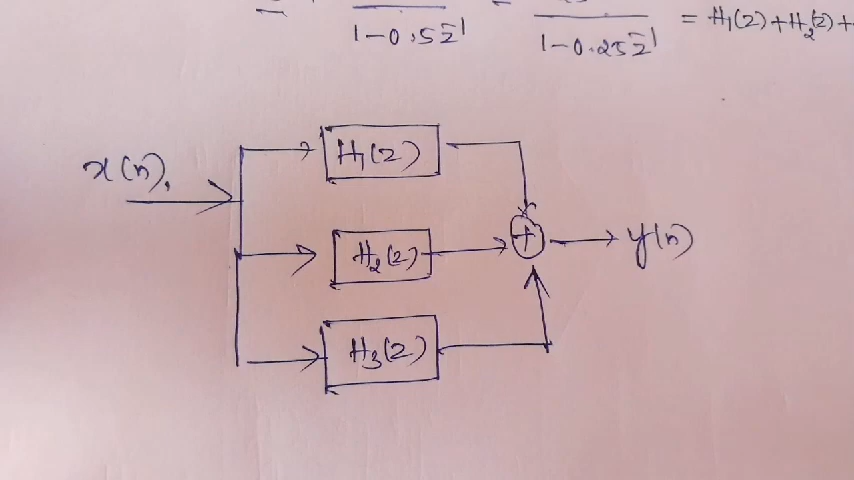 1-0.5z̄¹
1-0.25z̄¹
= H₁(z)+H₂(z)+
x(n).
H₁(z)
H₂(z)
+
y(n)
H₃(z)